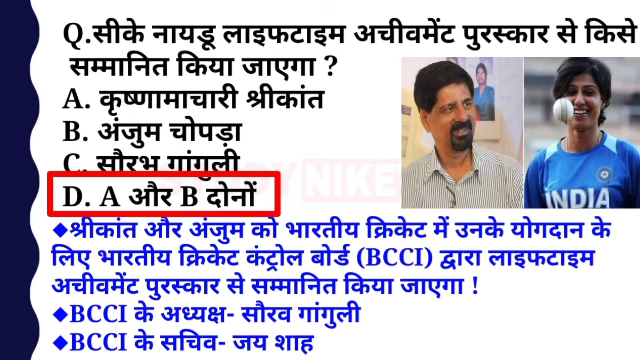 Q.सीके नायडू लाइफटाइम अचीवमेंट पुरस्कार से किसे
सम्मानित किया जाएगा ?
A. कृष्णामाचारी श्रीकांत
B. अंजुम चोपड़ा
C. सौरभ गांगुली
D. A और B दोनों
◆श्रीकांत और अंजुम को भारतीय क्रिकेट में उनके योगदान के
लिए भारतीय क्रिकेट कंट्रोल बोर्ड (BCCI) द्वारा लाइफटाइम
अचीवमेंट पुरस्कार से सम्मानित किया जाएगा !
◆BCCI के अध्यक्ष- सौरव गांगुली
◆BCCI के सचिव- जय शाह
INDIA